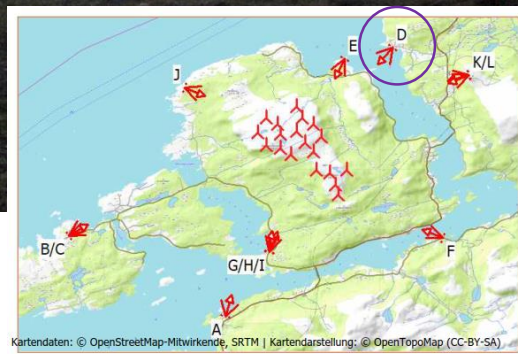 D
E
K/L
J
B/C
G/H/I
F
A
Kartendaten: © OpenStreetMap-Mitwirkende, SRTM | Kartendarstellung: © OpenTopoMap (CC-BY-SA)